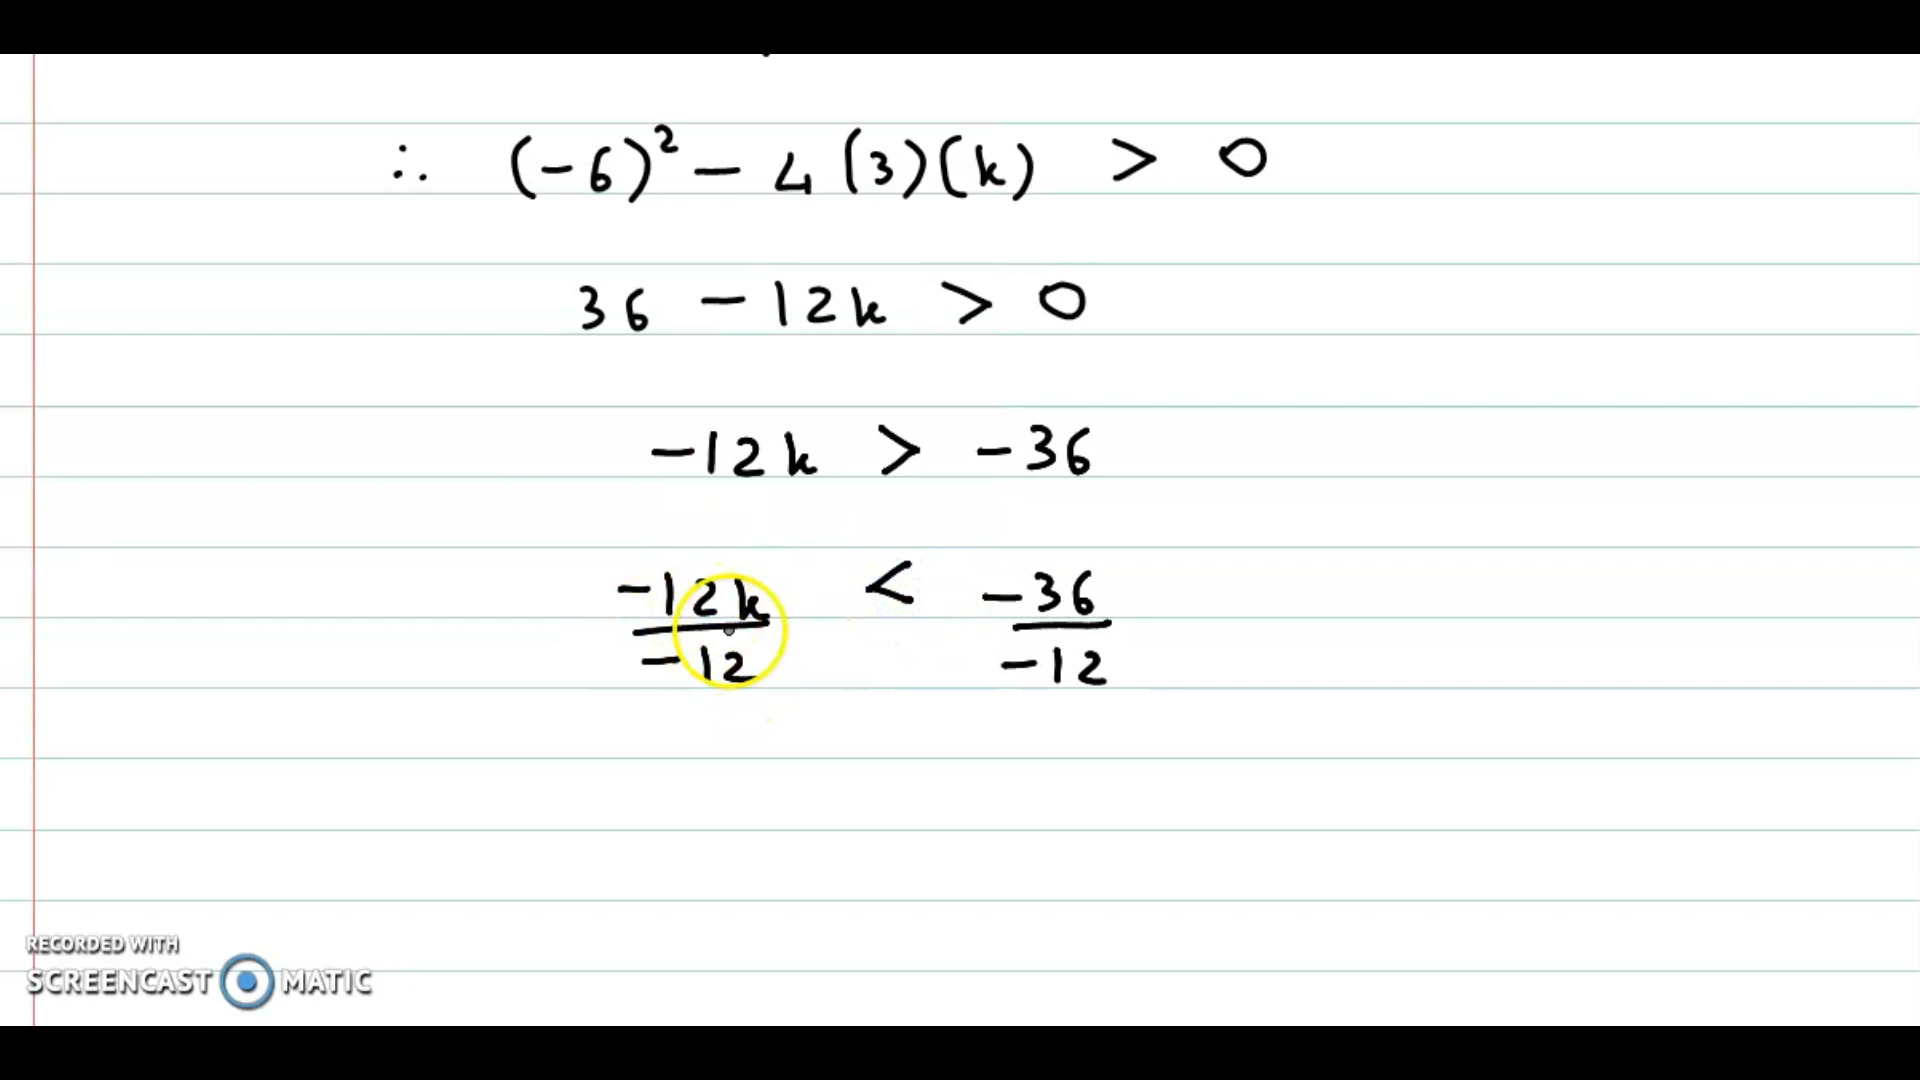 ∴ (-6)² - 4(3)(k) > 0
36 - 12k > 0
-12k > -36
-12k/-12 < -36/-12
RECORDED WITH
SCREENCAST MATIC